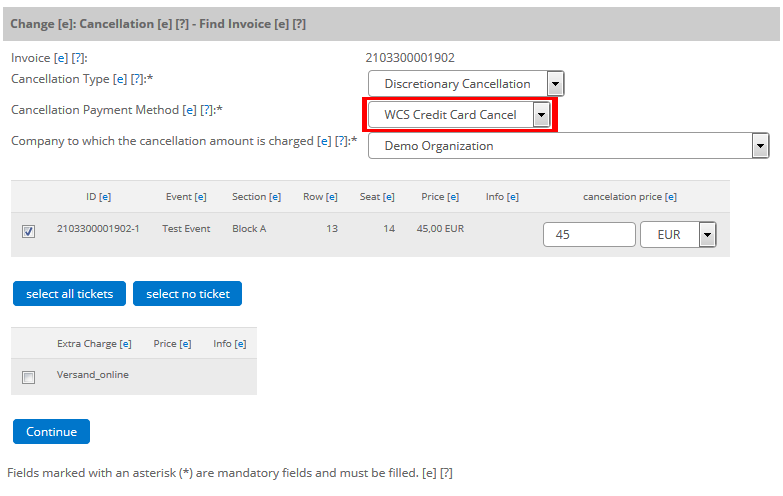 Change [e]: Cancellation [e] [?] - Find Invoice [e] [?]
Invoice [e] [?]: 2103300001902
Cancellation Type [e] [?]:* Discretionary Cancellation
Cancellation Payment Method [e] [?]:* WCS Credit Card Cancel
Company to which the cancellation amount is charged [e] [?]:* Demo Organization
ID [e] Event [e] Section [e] Row [e] Seat [e] Price [e] Info [e] cancelation price [e]
2103300001902-1 Test Event Block A 13 14 45,00 EUR 45 EUR
select all tickets select no ticket
Extra Charge [e] Price [e] Info [e]
Versand_online
Continue
Fields marked with an asterisk (*) are mandatory fields and must be filled. [e] [?]